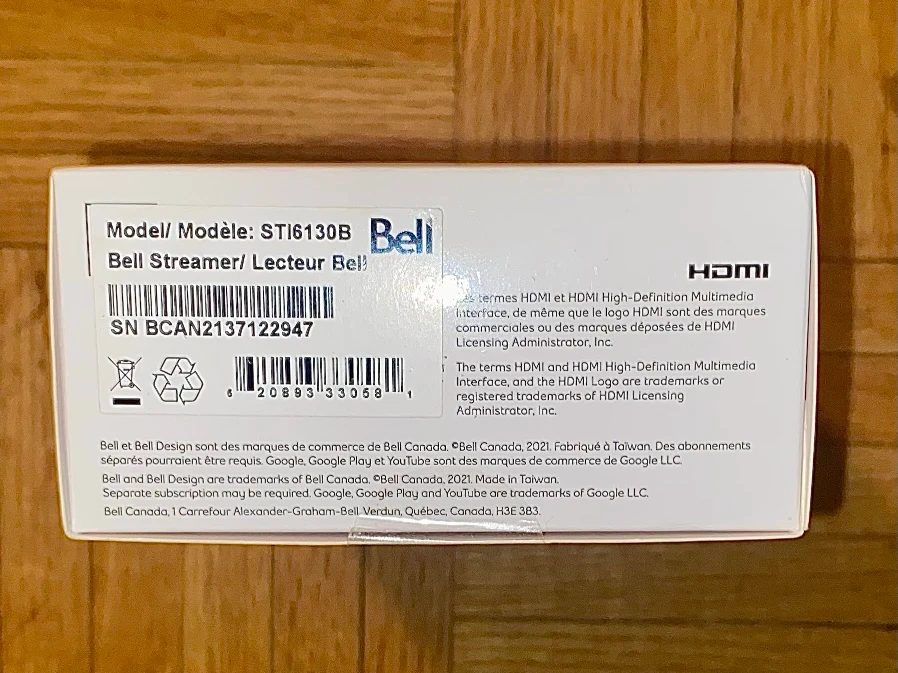 Model/ Modèle: STI6130B
Bell
Bell Streamer/ Lecteur Bell
SN BCAN2137122947
6 20893 33058 1
HDMI
termes HDMI et HDMI High-Definition Multimedia
Interface, de même que le logo HDMI sont des marques
commerciales ou des marques déposées de HDMI
Licensing Administrator, Inc.
The terms HDMI and HDMI High-Definition Multimedia
Interface, and the HDMI Logo are trademarks or
registered trademarks of HDMI Licensing
Administrator, Inc.
Bell et Bell Design sont des marques de commerce de Bell Canada. ©Bell Canada, 2021. Fabriqué à Taïwan. Des abonnements
séparés pourraient être requis. Google, Google Play et YouTube sont des marques de commerce de Google LLC.
Bell and Bell Design are trademarks of Bell Canada. ©Bell Canada, 2021. Made in Taiwan.
Separate subscription may be required. Google, Google Play and YouTube are trademarks of Google LLC.
Bell Canada, 1 Carrefour Alexander-Graham-Bell, Verdun, Québec, Canada, H3E 3B3.